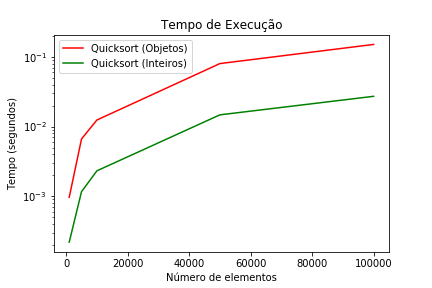 Tempo de Execução
Quicksort (Objetos)
Quicksort (Inteiros)
Tempo (segundos)
10⁻¹
10⁻²
10⁻³
0 20000 40000 60000 80000 100000
Número de elementos